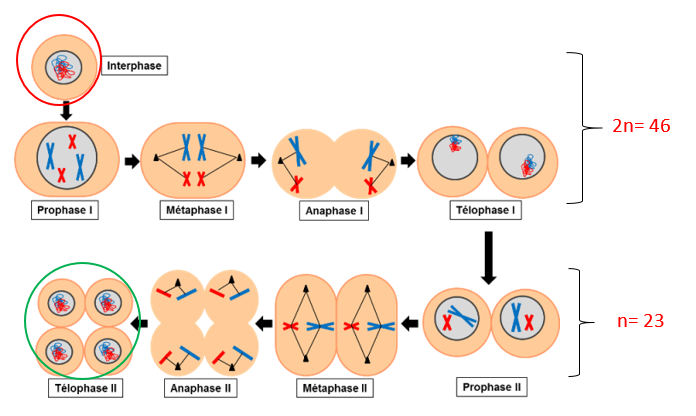 Interphase
2n= 46
Prophase I
Métaphase I
Anaphase I
Télophase I
n= 23
Télophase II
Anaphase II
Métaphase II
Prophase II